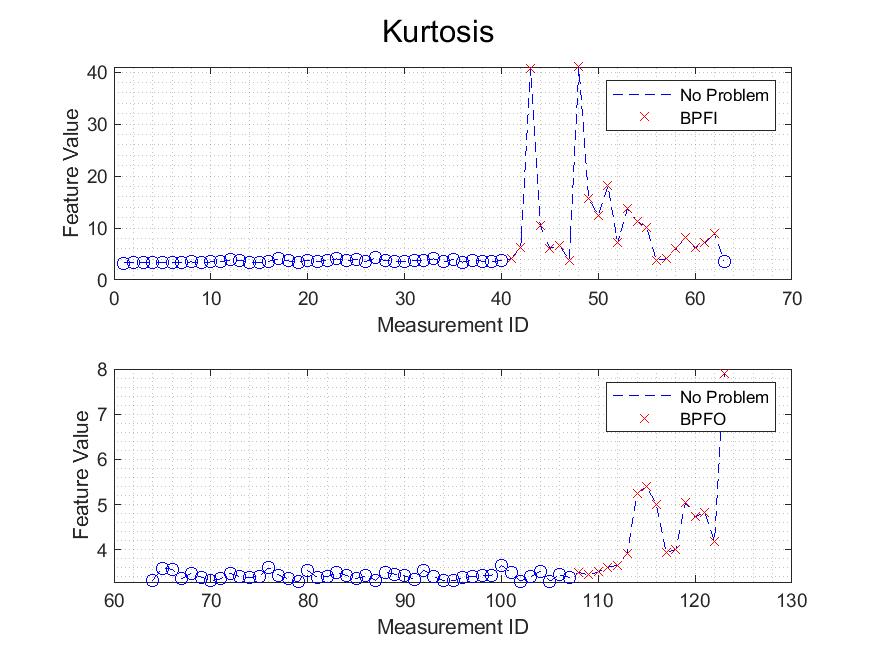 Kurtosis
40
30
20
10
0
Feature Value
No Problem
BPFI
0 10 20 30 40 50 60 70
Measurement ID
8
7
6
5
4
Feature Value
No Problem
BPFO
60 70 80 90 100 110 120 130
Measurement ID